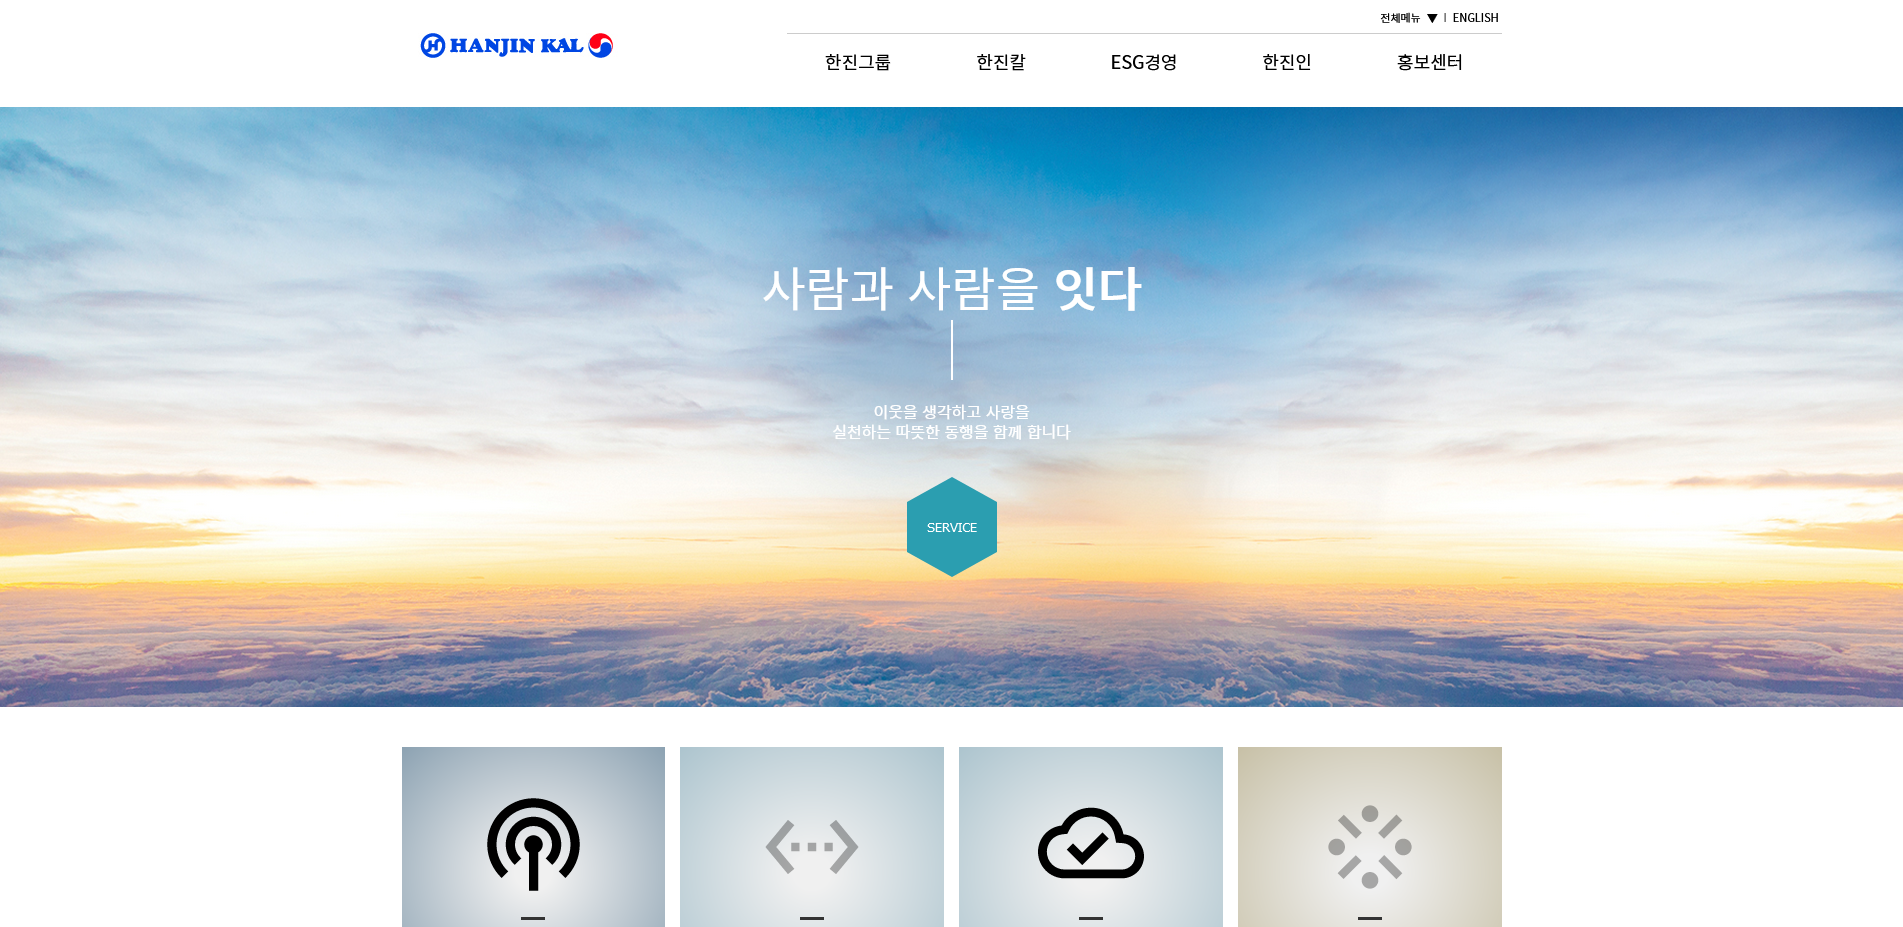 전체메뉴 ▼ | ENGLISH
HANJIN KAL
한진그룹 한진칼 ESG경영 한진인 홍보센터
사람과 사람을 잇다
이웃을 생각하고 사랑을
실천하는 따뜻한 동행을 함께 합니다
SERVICE